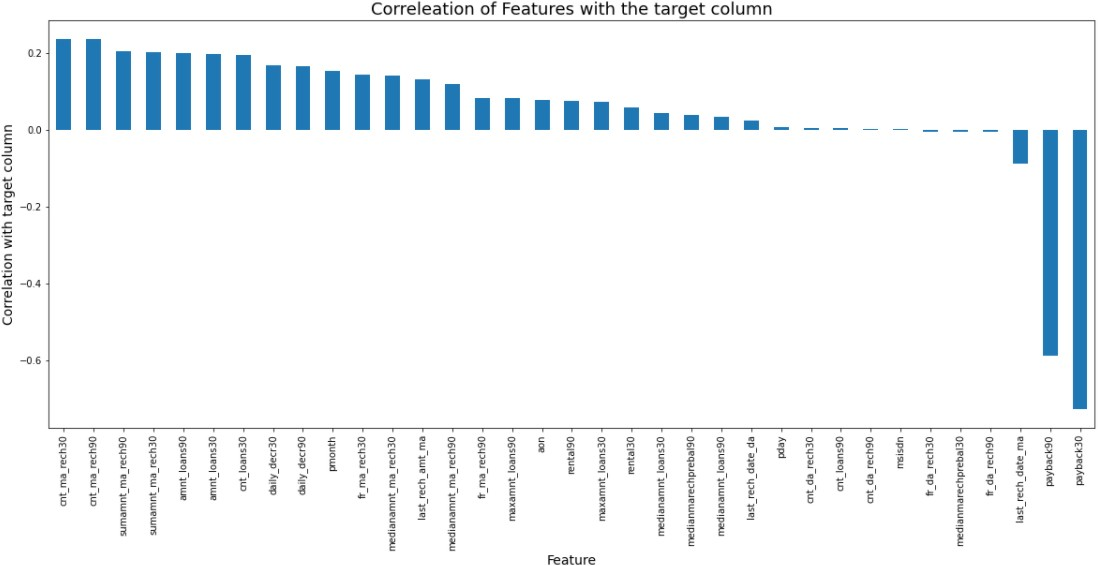 Correleation of Features with the target column
Correlation with target column
0.2
0.0
−0.2
−0.4
−0.6
cnt_ma_rech30
cnt_ma_rech90
sumamnt_ma_rech90
sumamnt_ma_rech30
amnt_loans90
amnt_loans30
cnt_loans30
daily_decr30
daily_decr90
pmonth
fr_ma_rech30
medianamnt_ma_rech30
last_rech_amt_ma
medianamnt_ma_rech90
fr_ma_rech90
maxamnt_loans90
aon
rental90
maxamnt_loans30
rental30
medianamnt_loans30
medianmarechprebal90
medianamnt_loans90
last_rech_date_da
pday
cnt_da_rech30
cnt_loans90
cnt_da_rech90
msisdn
fr_da_rech30
medianmarechprebal30
fr_da_rech90
last_rech_date_ma
payback90
payback30
Feature